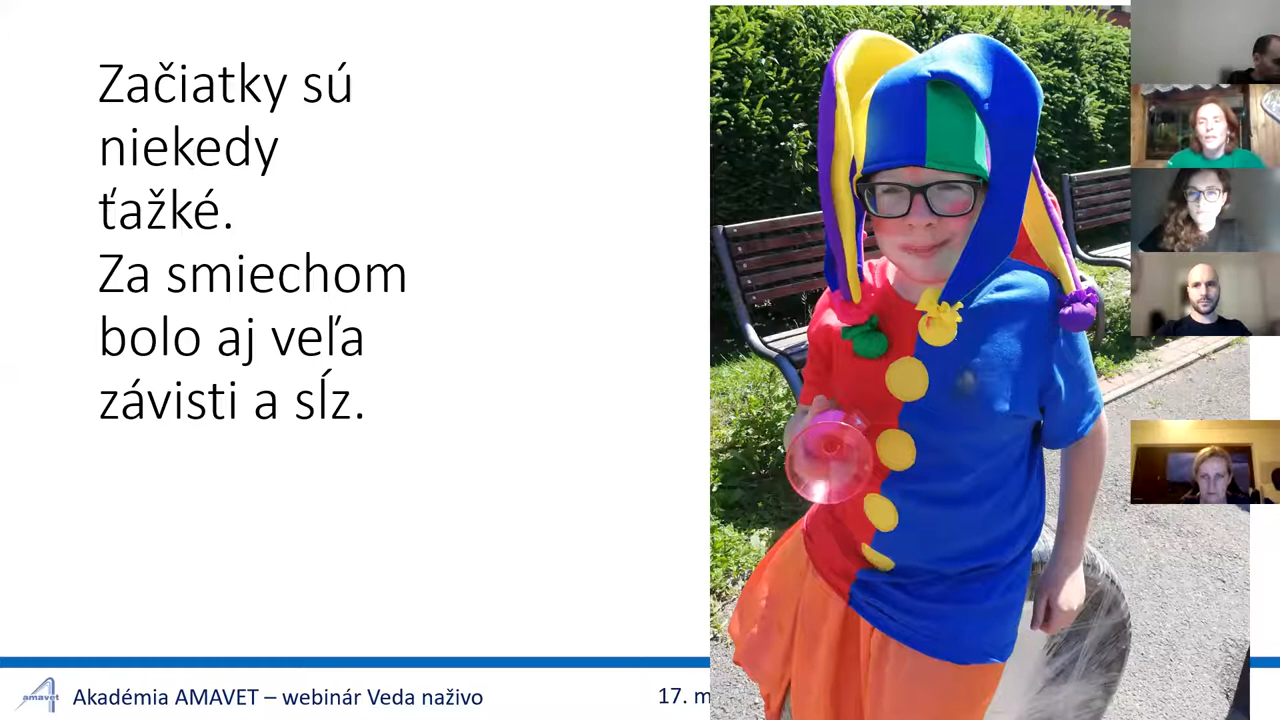 Začiatky sú
niekedy
ťažké.
Za smiechom
bolo aj veľa
závisti a sĺz.
amavet
Akadémia AMAVET – webinár Veda naživo
17. m